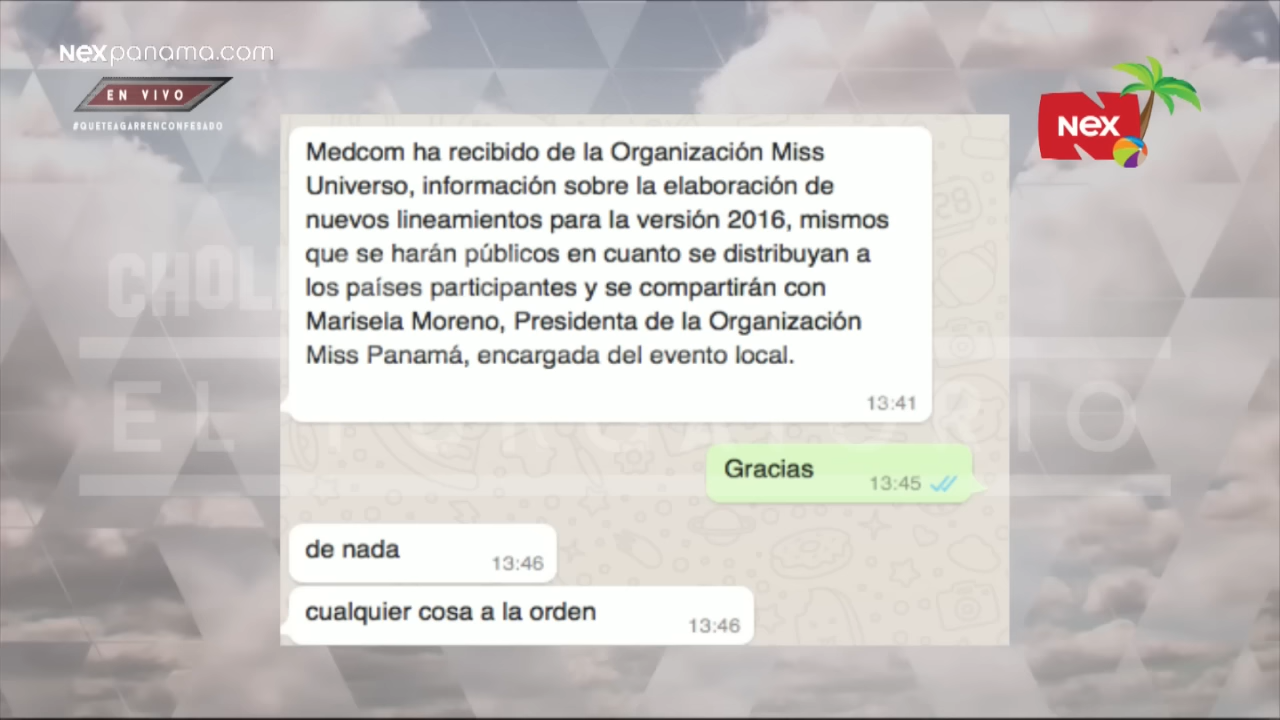 Nexpanama.com
EN VIVO
#QUETEAGARRENCONFESADO
Nex
Medcom ha recibido de la Organización Miss
Universo, información sobre la elaboración de
nuevos lineamientos para la versión 2016, mismos
que se harán públicos en cuanto se distribuyan a
los países participantes y se compartirán con
Marisela Moreno, Presidenta de la Organización
Miss Panamá, encargada del evento local.
13:41
Gracias
13:45
de nada
13:46
cualquier cosa a la orden
13:46